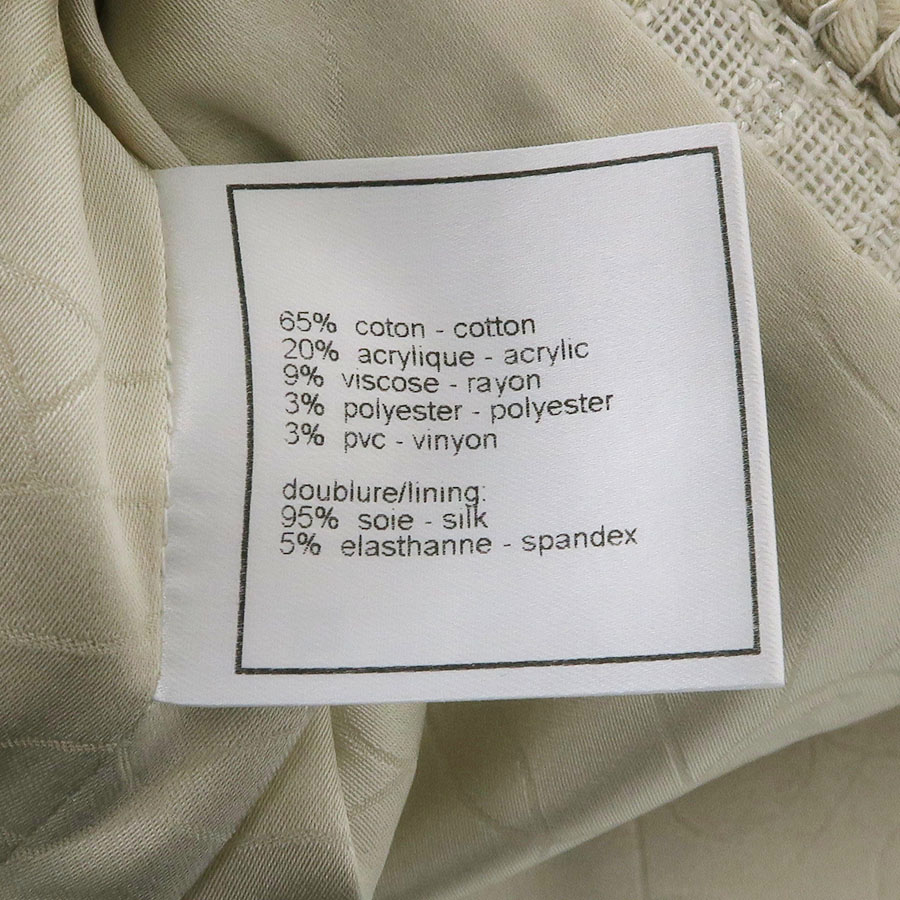 65% coton - cotton
20% acrylique - acrylic
9% viscose - rayon
3% polyester - polyester
3% pvc - vinyon
doublure/lining:
95% soie - silk
5% elasthanne - spandex